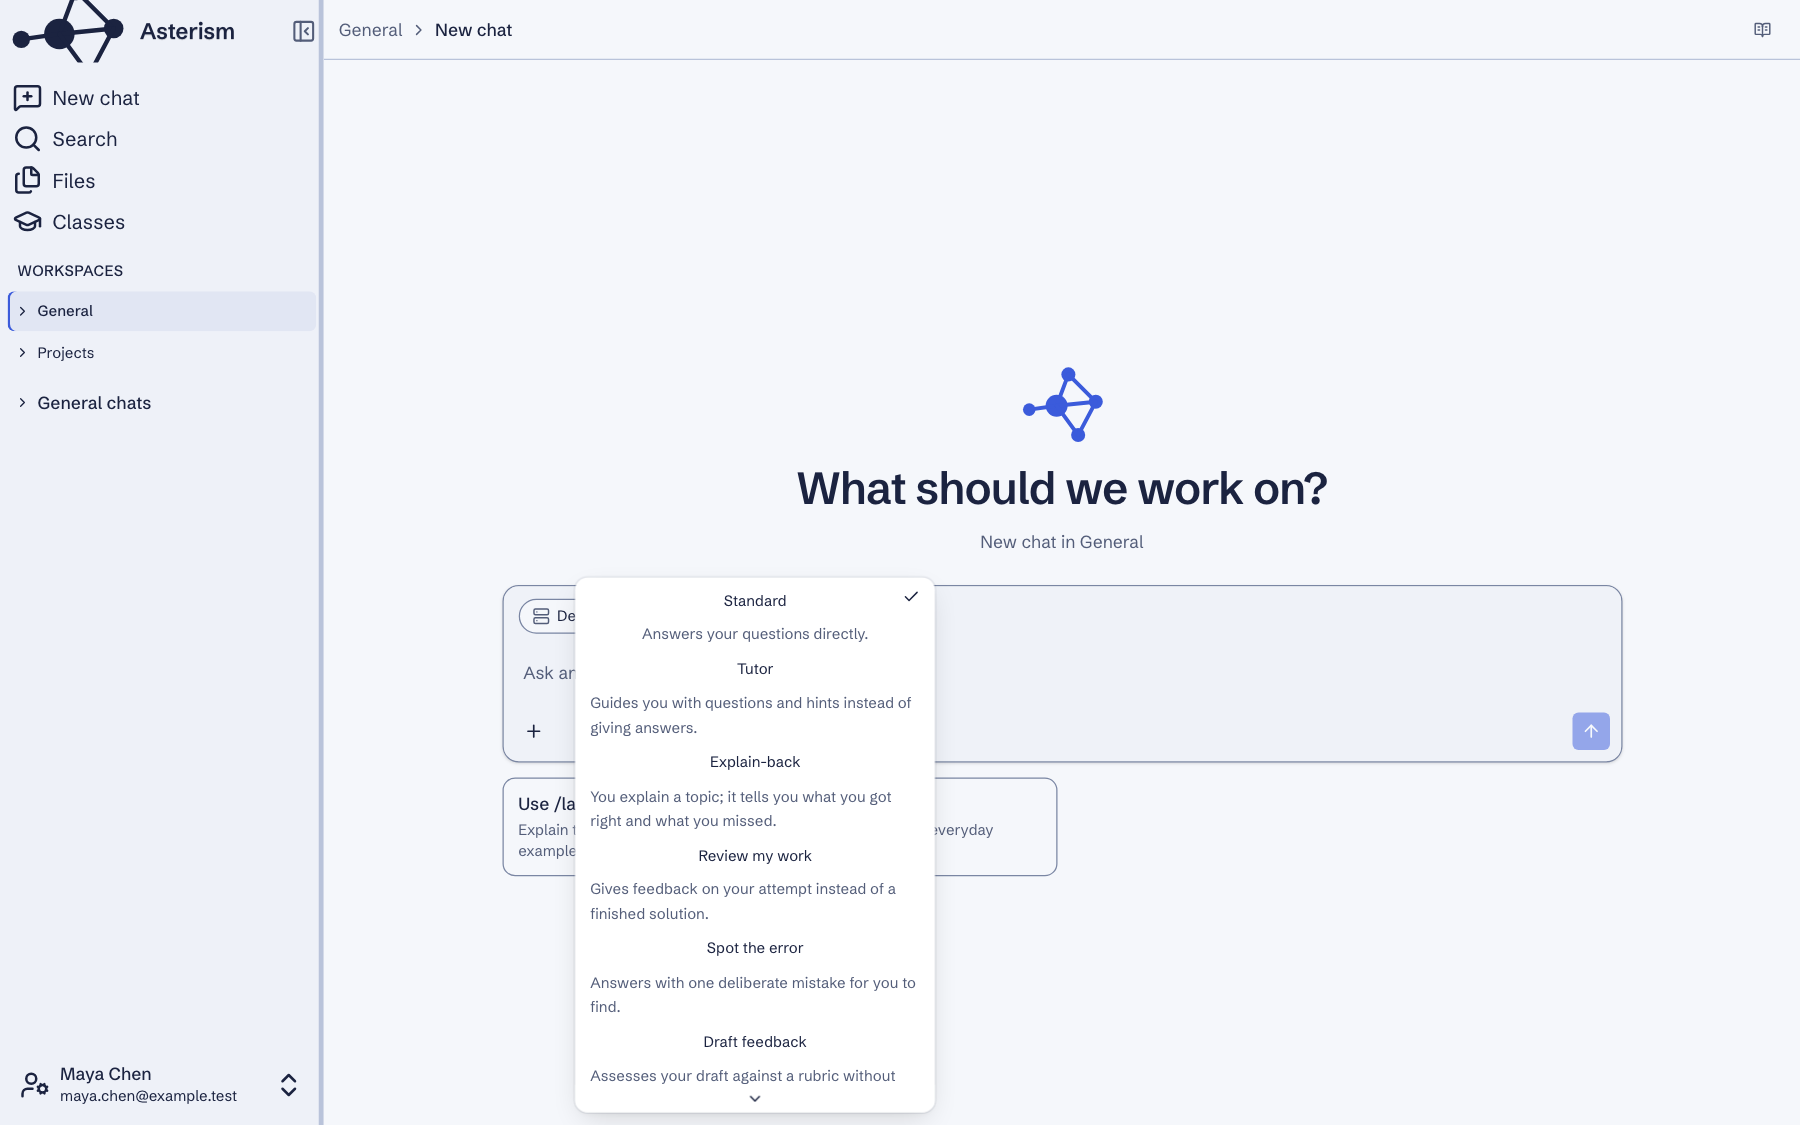 Asterism
New chat
Search
Files
Classes
WORKSPACES
General
Projects
General chats
Maya Chen
maya.chen@example.test
General > New chat
What should we work on?
New chat in General
De
Ask an
Use /la
Explain
everyday
example
Standard
Answers your questions directly.
Tutor
Guides you with questions and hints instead of
giving answers.
Explain-back
You explain a topic; it tells you what you got
right and what you missed.
Review my work
Gives feedback on your attempt instead of a
finished solution.
Spot the error
Answers with one deliberate mistake for you to
find.
Draft feedback
Assesses your draft against a rubric without